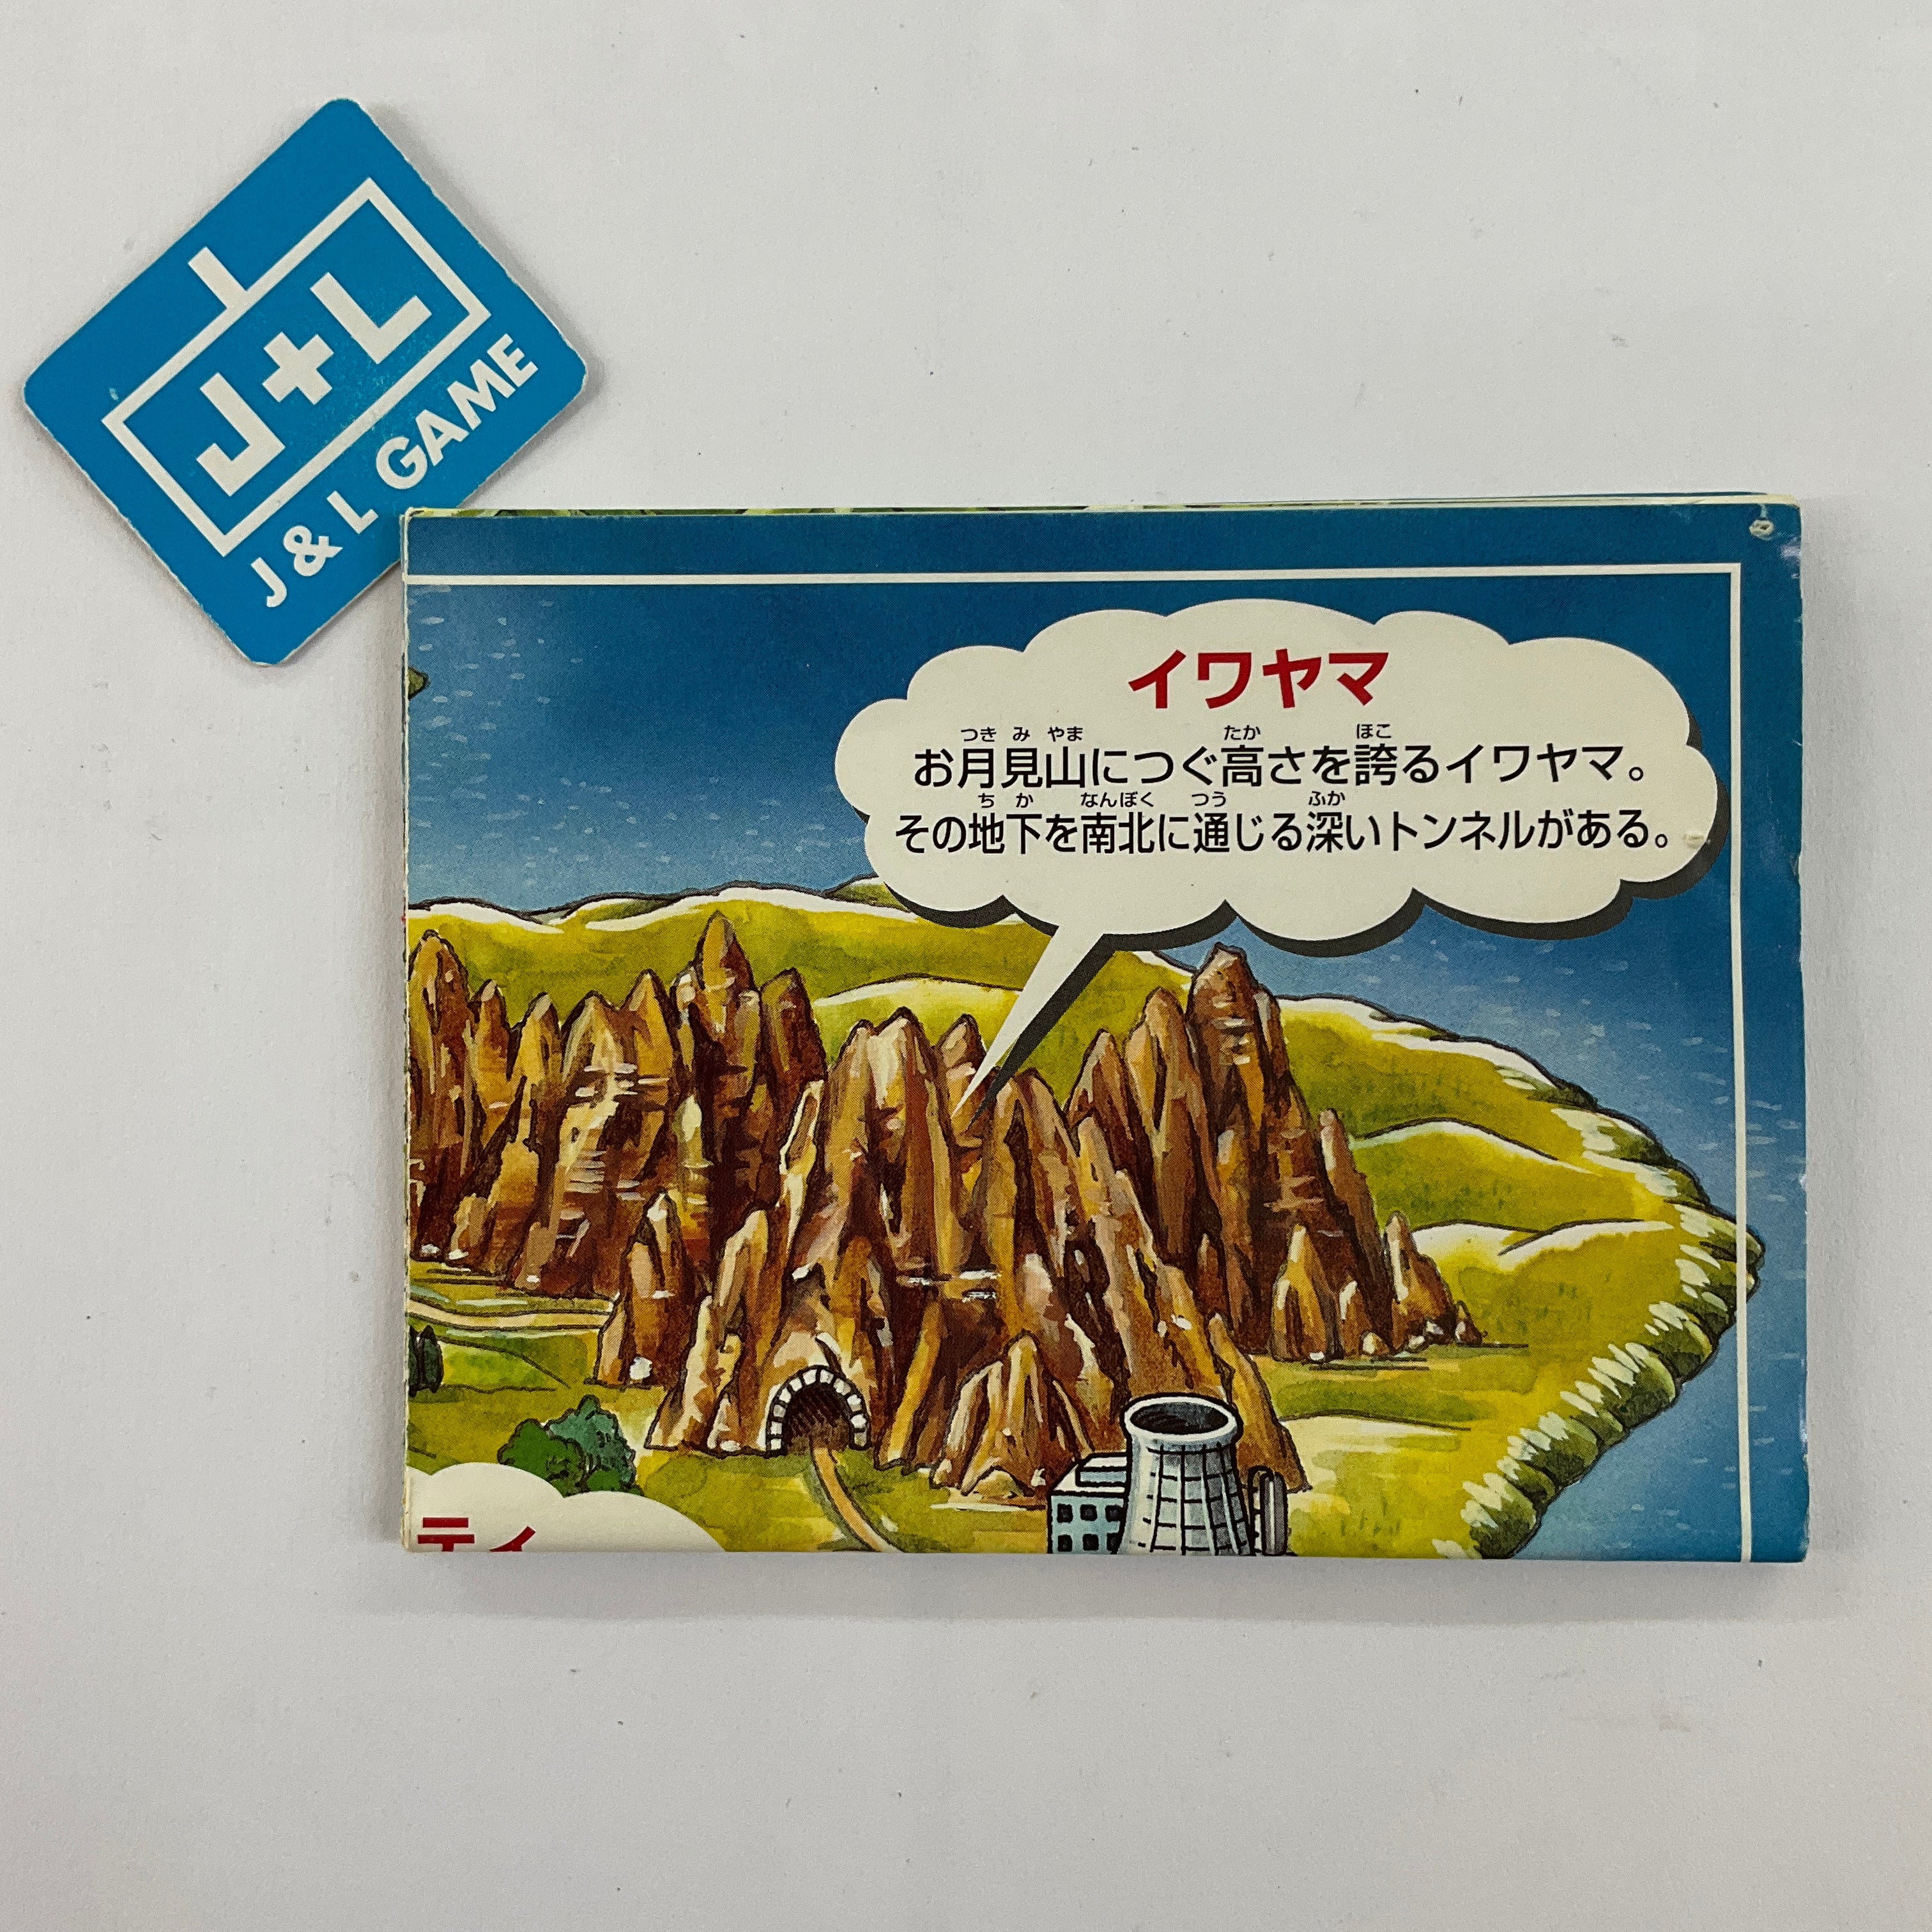 J+L
J & L GAME
イワヤマ
つき み やま たか ほこ
お月見山につぐ高さを誇るイワヤマ。
ち か なんぼく つう ふか
その地下を南北に通じる深いトンネルがある。
ティ